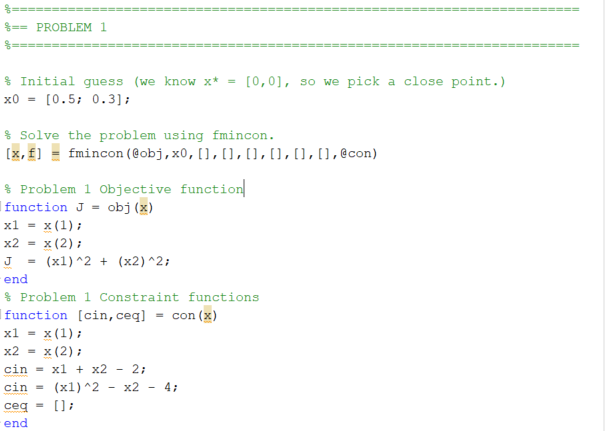 %=======================================================================
%== PROBLEM 1
%=======================================================================
% Initial guess (we know x* = [0,0], so we pick a close point.)
x0 = [0.5; 0.3];
% Solve the problem using fmincon.
[x,f] = fmincon(@obj,x0,[],[],[],[],[],[],@con)
% Problem 1 Objective function
function J = obj(x)
x1 = x(1);
x2 = x(2);
J  = (x1)^2 + (x2)^2;
end
% Problem 1 Constraint functions
function [cin,ceq] = con(x)
x1 = x(1);
x2 = x(2);
cin = x1 + x2 - 2;
cin = (x1)^2 - x2 - 4;
ceq = [];
end